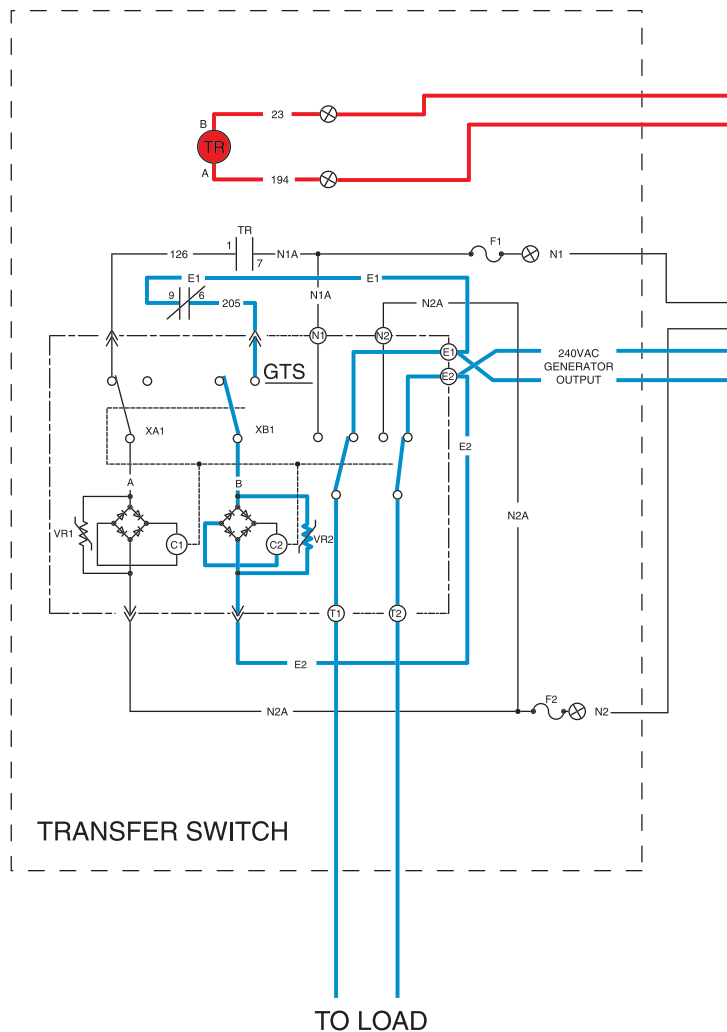 B
23
TR
A
194
TR
126
1
7
N1A
F1
N1
E1
E1
9
6
205
N1A
N2A
N1
N2
E1
E2
240VAC
GENERATOR
OUTPUT
GTS
XA1
XB1
E2
A
B
N2A
VR1
C1
C2
VR2
T1
T2
E2
N2A
F2
N2
TRANSFER SWITCH
TO LOAD